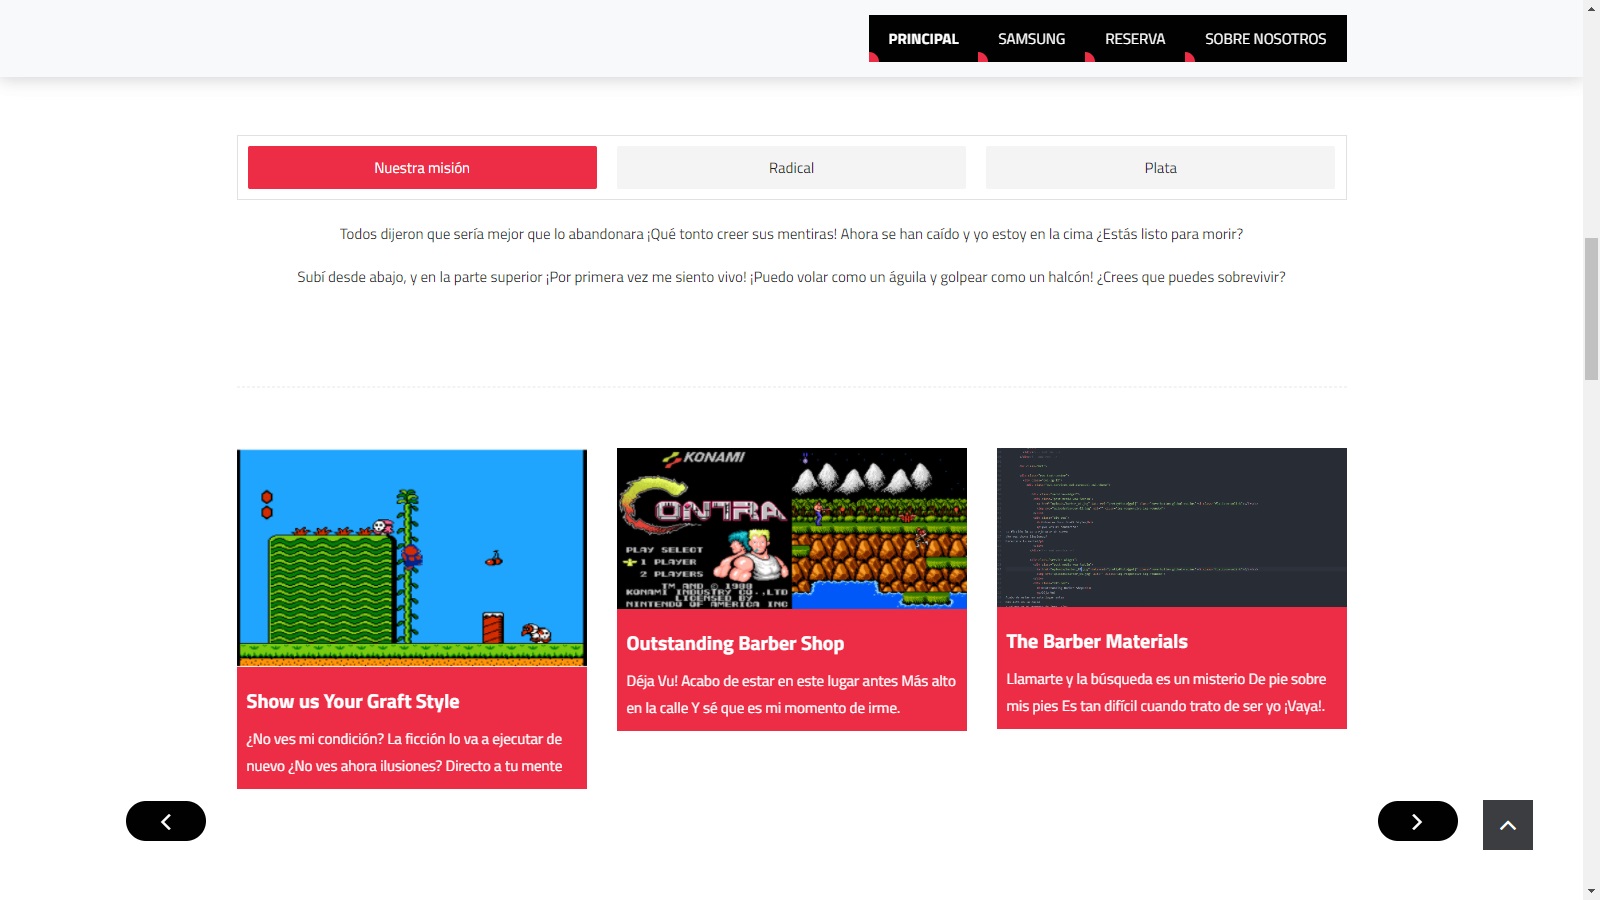 PRINCIPAL SAMSUNG RESERVA SOBRE NOSOTROS
Nuestra misión Radical Plata
Todos dijeron que sería mejor que lo abandonara ¡Qué tonto creer sus mentiras! Ahora se han caído y yo estoy en la cima ¿Estás listo para morir?
Subí desde abajo, y en la parte superior ¡Por primera vez me siento vivo! ¡Puedo volar como un águila y golpear como un halcón! ¿Crees que puedes sobrevivir?
Show us Your Graft Style
¿No ves mi condición? La ficción lo va a ejecutar de
nuevo ¿No ves ahora ilusiones? Directo a tu mente
KONAMI
CONTRA
PLAY SELECT
1 PLAYER
2 PLAYERS
TM AND © 1988
KONAMI INDUSTRY CO.,LTD
LICENSED BY
NINTENDO OF AMERICA INC
Outstanding Barber Shop
Déja Vu! Acabo de estar en este lugar antes Más alto
en la calle Y sé que es mi momento de irme.
The Barber Materials
Llamarte y la búsqueda es un misterio De pie sobre
mis pies Es tan difícil cuando trato de ser yo ¡Vaya!.